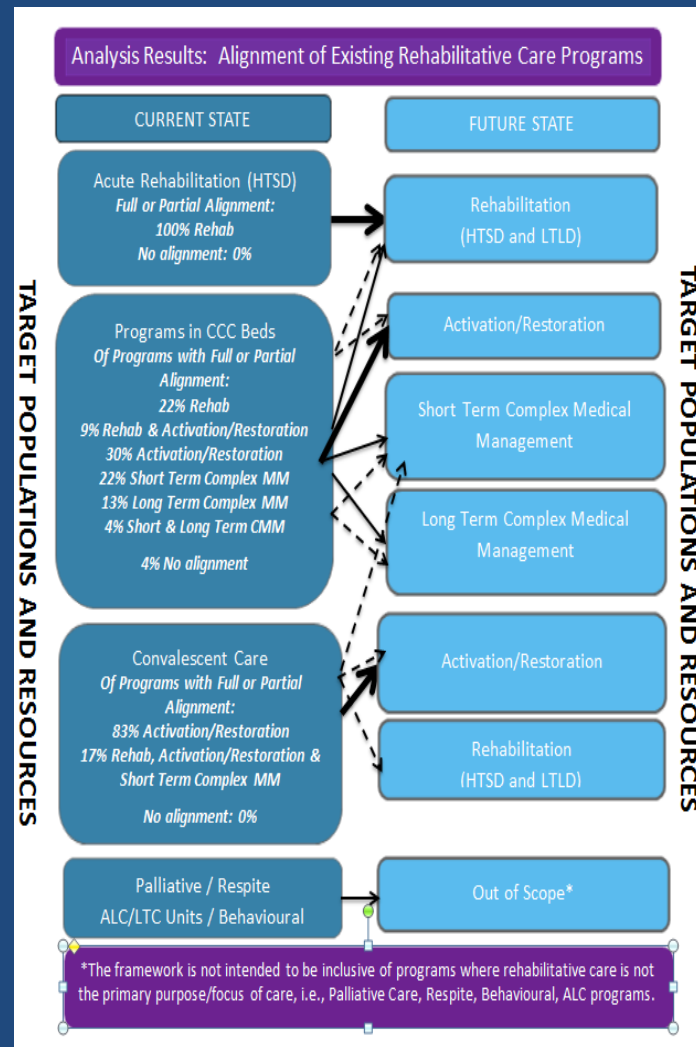 Analysis Results: Alignment of Existing Rehabilitative Care Programs
CURRENT STATE
FUTURE STATE
TARGET POPULATIONS AND RESOURCES
Acute Rehabilitation (HTSD)
Full or Partial Alignment:
100% Rehab
No alignment: 0%
Rehabilitation
(HTSD and LTLD)
Programs in CCC Beds
Of Programs with Full or Partial
Alignment:
22% Rehab
9% Rehab & Activation/Restoration
30% Activation/Restoration
22% Short Term Complex MM
13% Long Term Complex MM
4% Short & Long Term CMM
4% No alignment
Activation/Restoration
Short Term Complex Medical
Management
Long Term Complex Medical
Management
Convalescent Care
Of Programs with Full or Partial
Alignment:
83% Activation/Restoration
17% Rehab, Activation/Restoration &
Short Term Complex MM
No alignment: 0%
Activation/Restoration
Rehabilitation
(HTSD and LTLD)
Palliative / Respite
ALC/LTC Units / Behavioural
Out of Scope*
TARGET POPULATIONS AND RESOURCES
*The framework is not intended to be inclusive of programs where rehabilitative care is not
the primary purpose/focus of care, i.e., Palliative Care, Respite, Behavioural, ALC programs.